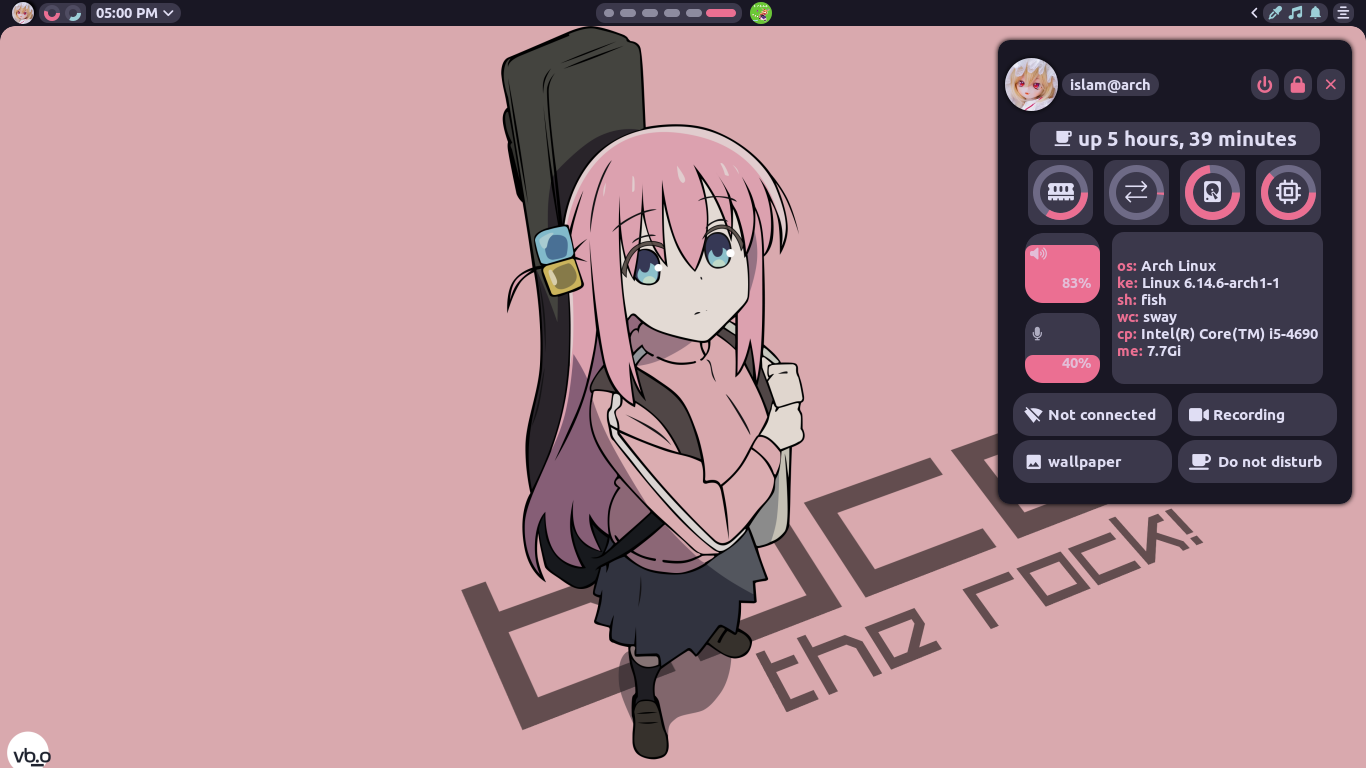 05:00 PM
islam@arch
up 5 hours, 39 minutes
83%
40%
os: Arch Linux
ke: Linux 6.14.6-arch1-1
sh: fish
wc: sway
cp: Intel(R) Core(TM) i5-4690
me: 7.7Gi
Not connected
Recording
wallpaper
Do not disturb
the rock!
vb.o